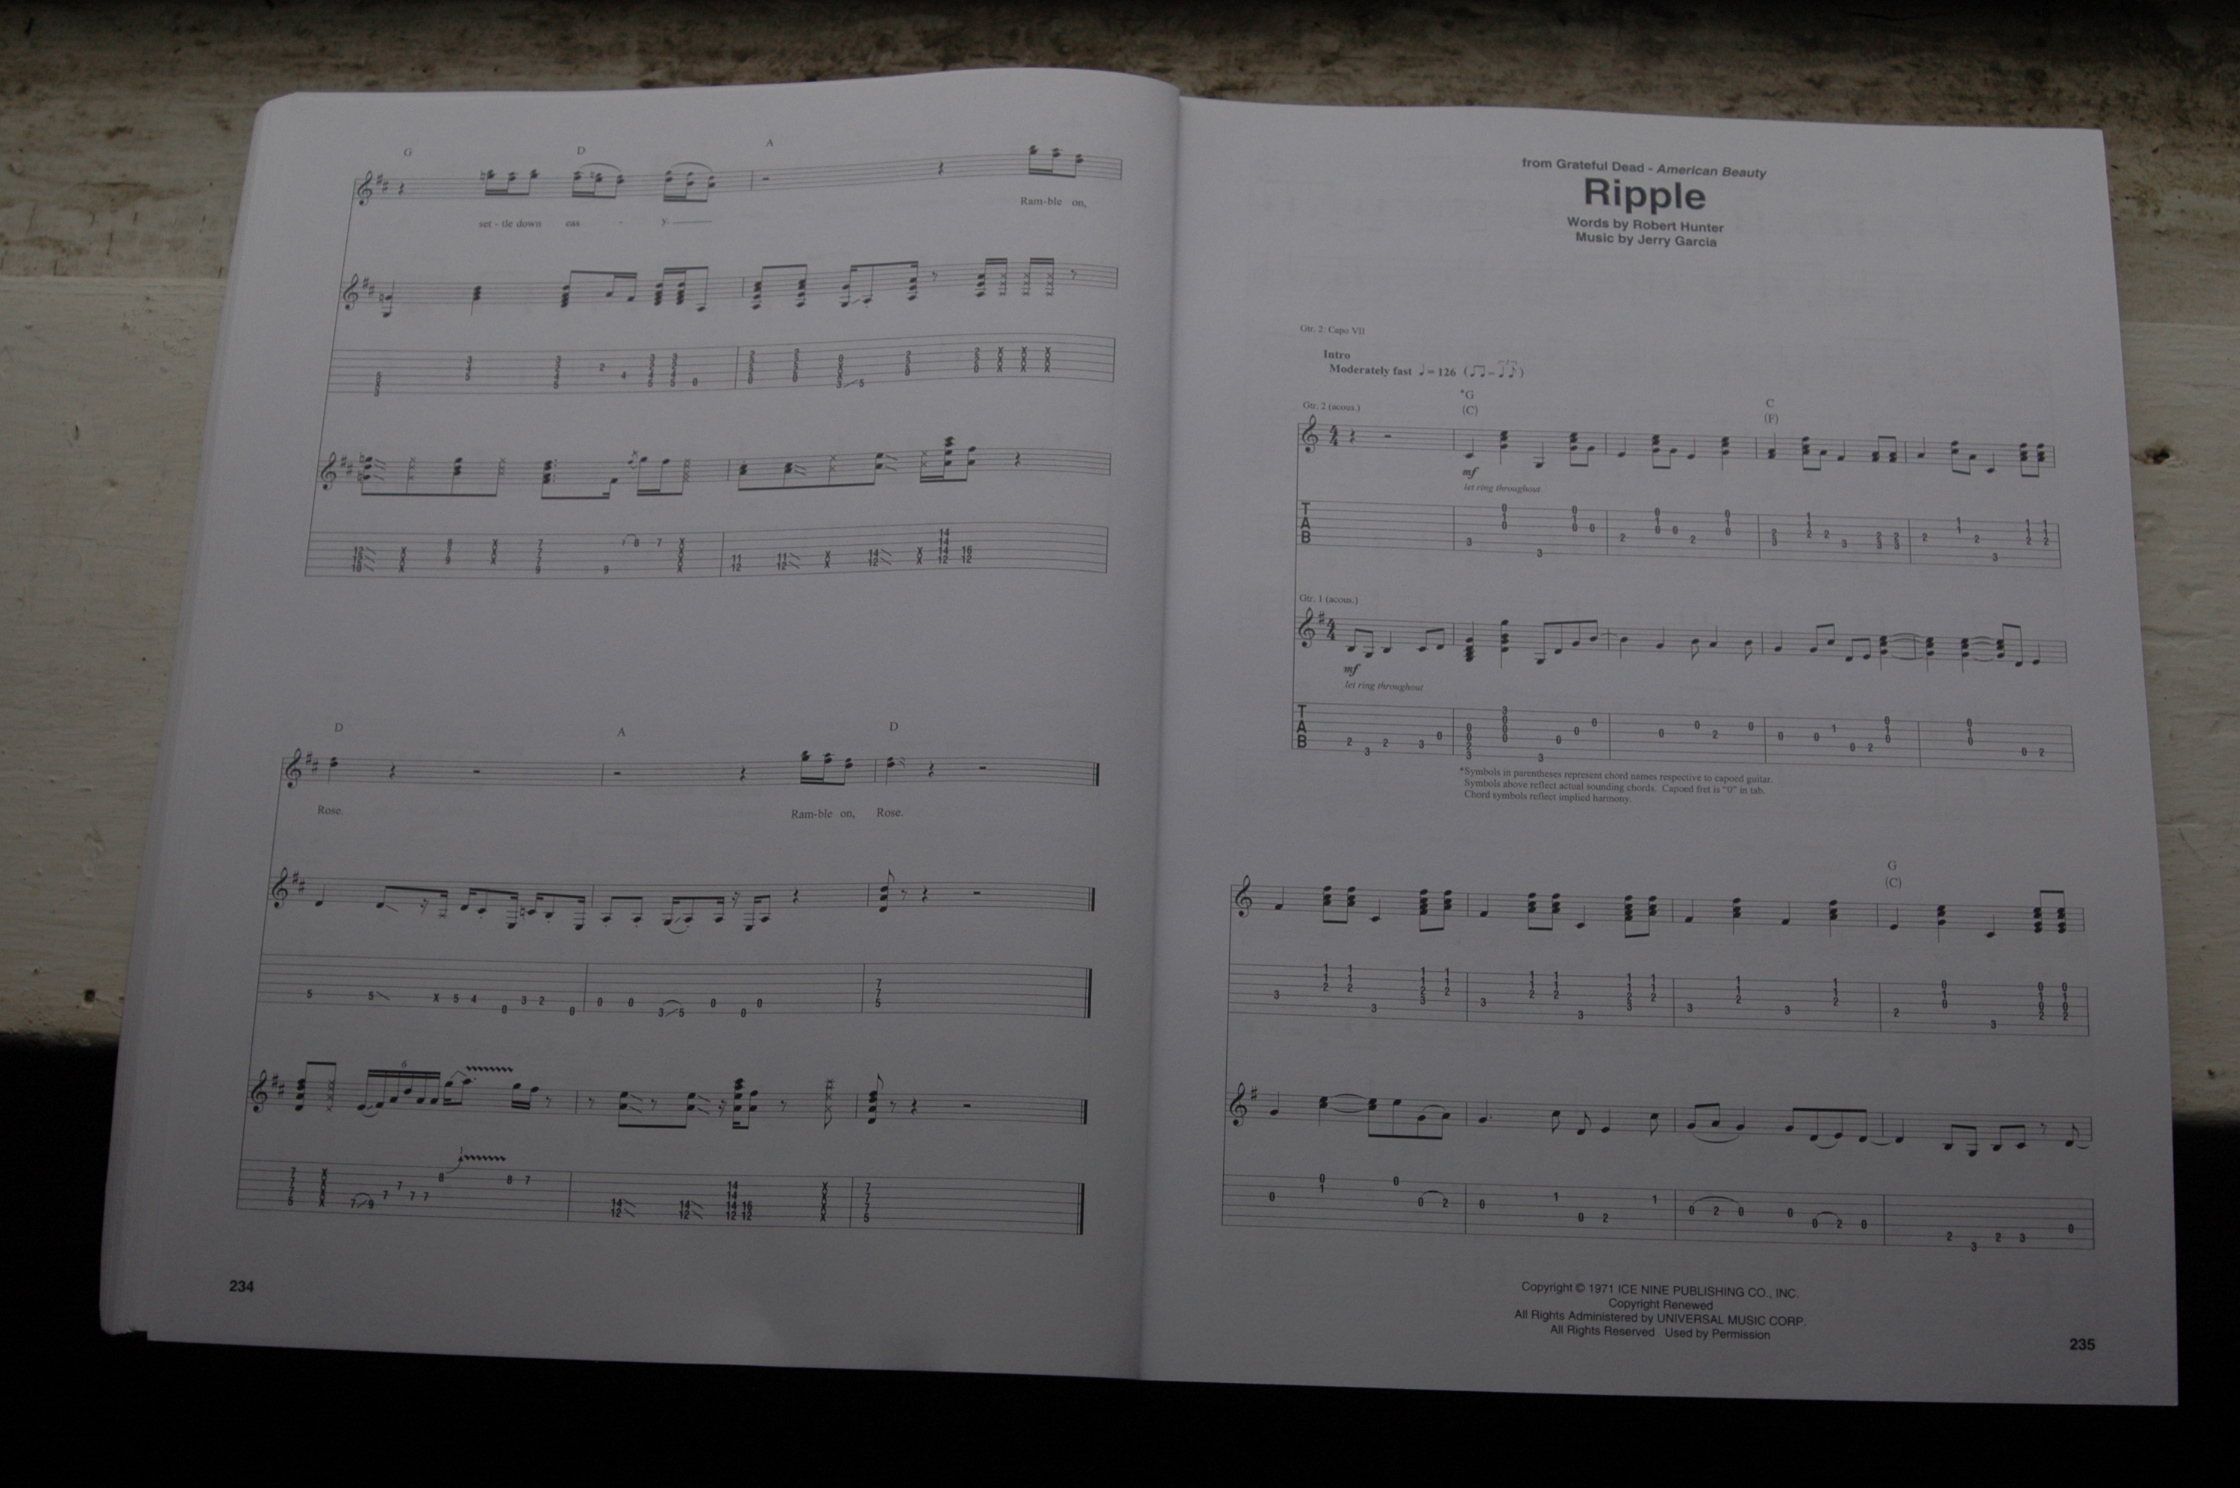 G D A
set - tle down eas - y.
Ram-ble on,
D A D
Rose. Ram-ble on, Rose.
6
234
from Grateful Dead - American Beauty
Ripple
Words by Robert Hunter
Music by Jerry Garcia
Gtr. 2: Capo VII
Intro
Moderately fast ♩= 126
*G C
(C) (F)
Gtr. 2 (acous.)
mf
let ring throughout
T
A
B
Gtr. 1 (acous.)
mf
let ring throughout
T
A
B
*Symbols in parentheses represent chord names respective to capoed guitar.
Symbols above reflect actual sounding chords. Capoed fret is "0" in tab.
Chord symbols reflect implied harmony.
G
(C)
Copyright © 1971 ICE NINE PUBLISHING CO., INC.
Copyright Renewed
All Rights Administered by UNIVERSAL MUSIC CORP.
All Rights Reserved Used by Permission
235